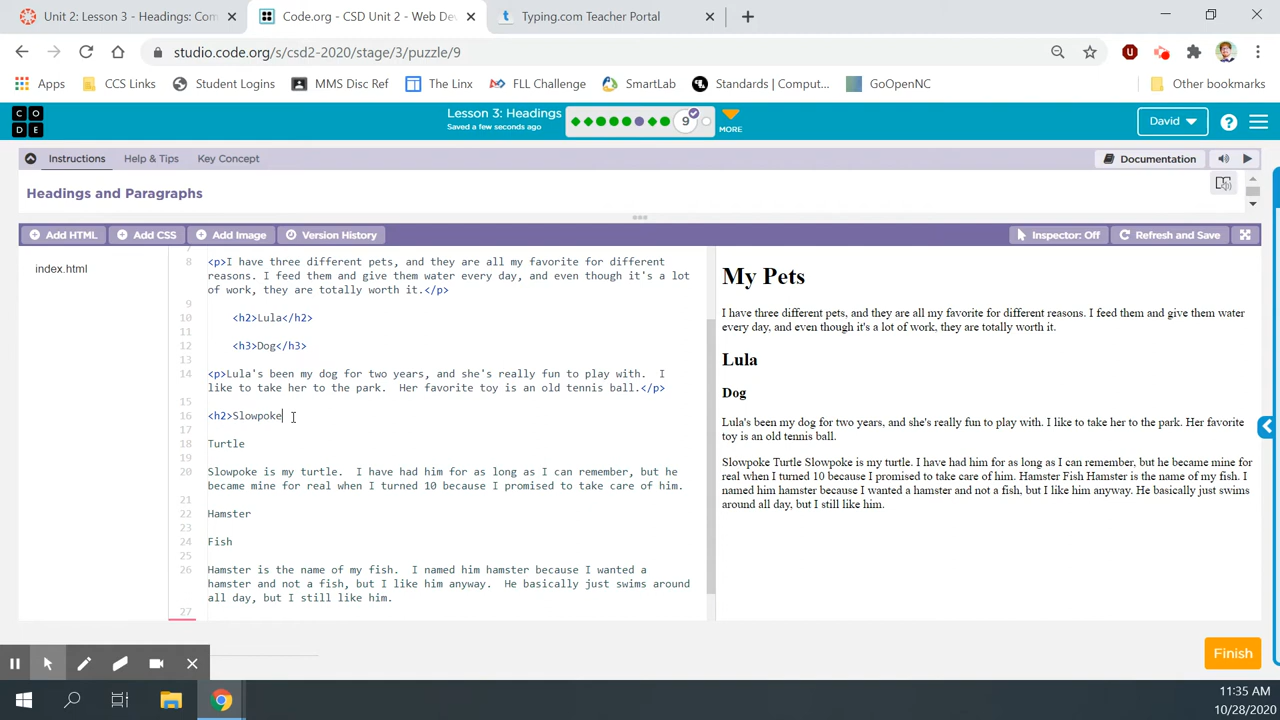 Unit 2: Lesson 3 - Headings: Com
Code.org - CSD Unit 2 - Web De
Typing.com Teacher Portal
studio.code.org/s/csd2-2020/stage/3/puzzle/9
Apps
CCS Links
Student Logins
MMS Disc Ref
The Linx
FLL Challenge
SmartLab
Standards | Comput...
GoOpenNC
Other bookmarks
CO
DE
Lesson 3: Headings
Saved a few seconds ago
9
MORE
David
Instructions
Help & Tips
Key Concept
Documentation
Headings and Paragraphs
Add HTML
Add CSS
Add Image
Version History
Inspector: Off
Refresh and Save
index.html
7
8 <p>I have three different pets, and they are all my favorite for different
reasons. I feed them and give them water every day, and even though it's a lot
of work, they are totally worth it.</p>
9
10 <h2>Lula</h2>
11
12 <h3>Dog</h3>
13
14 <p>Lula's been my dog for two years, and she's really fun to play with.  I
like to take her to the park.  Her favorite toy is an old tennis ball.</p>
15
16 <h2>Slowpoke
17
18 Turtle
19
20 Slowpoke is my turtle.  I have had him for as long as I can remember, but he
became mine for real when I turned 10 because I promised to take care of him.
21
22 Hamster
23
24 Fish
25
26 Hamster is the name of my fish.  I named him hamster because I wanted a
hamster and not a fish, but I like him anyway.  He basically just swims around
all day, but I still like him.
27
My Pets
I have three different pets, and they are all my favorite for different reasons. I feed them and give them water
every day, and even though it's a lot of work, they are totally worth it.
Lula
Dog
Lula's been my dog for two years, and she's really fun to play with. I like to take her to the park. Her favorite
toy is an old tennis ball.
Slowpoke Turtle Slowpoke is my turtle. I have had him for as long as I can remember, but he became mine for
real when I turned 10 because I promised to take care of him. Hamster Fish Hamster is the name of my fish. I
named him hamster because I wanted a hamster and not a fish, but I like him anyway. He basically just swims
around all day, but I still like him.
Finish
11:35 AM
10/28/2020